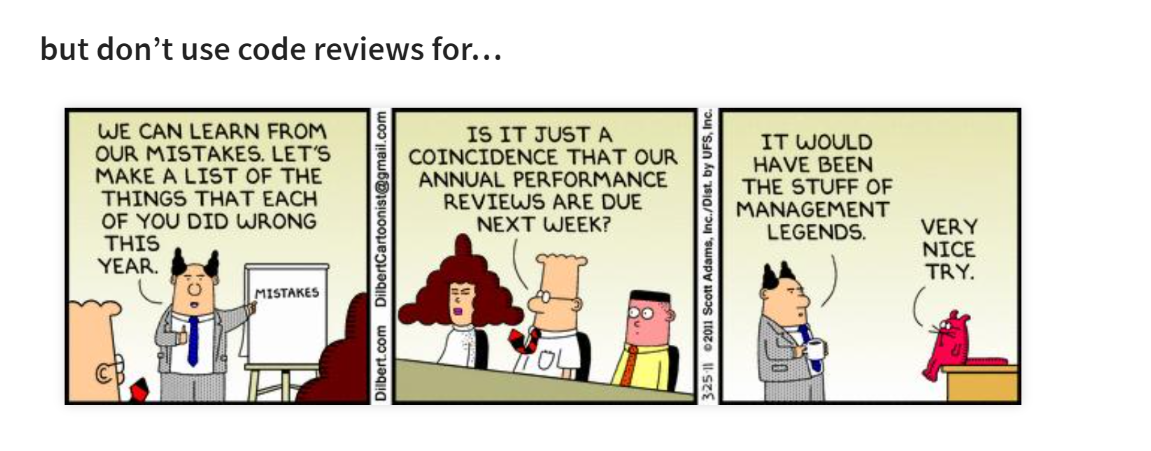 but don’t use code reviews for…
WE CAN LEARN FROM
OUR MISTAKES. LET'S
MAKE A LIST OF THE
THINGS THAT EACH
OF YOU DID WRONG
THIS
YEAR.
MISTAKES
Dilbert.com DilbertCartoonist@gmail.com
IS IT JUST A
COINCIDENCE THAT OUR
ANNUAL PERFORMANCE
REVIEWS ARE DUE
NEXT WEEK?
3-25-11 ©2011 Scott Adams, Inc./Dist. by UFS, Inc.
IT WOULD
HAVE BEEN
THE STUFF OF
MANAGEMENT
LEGENDS.
VERY
NICE
TRY.